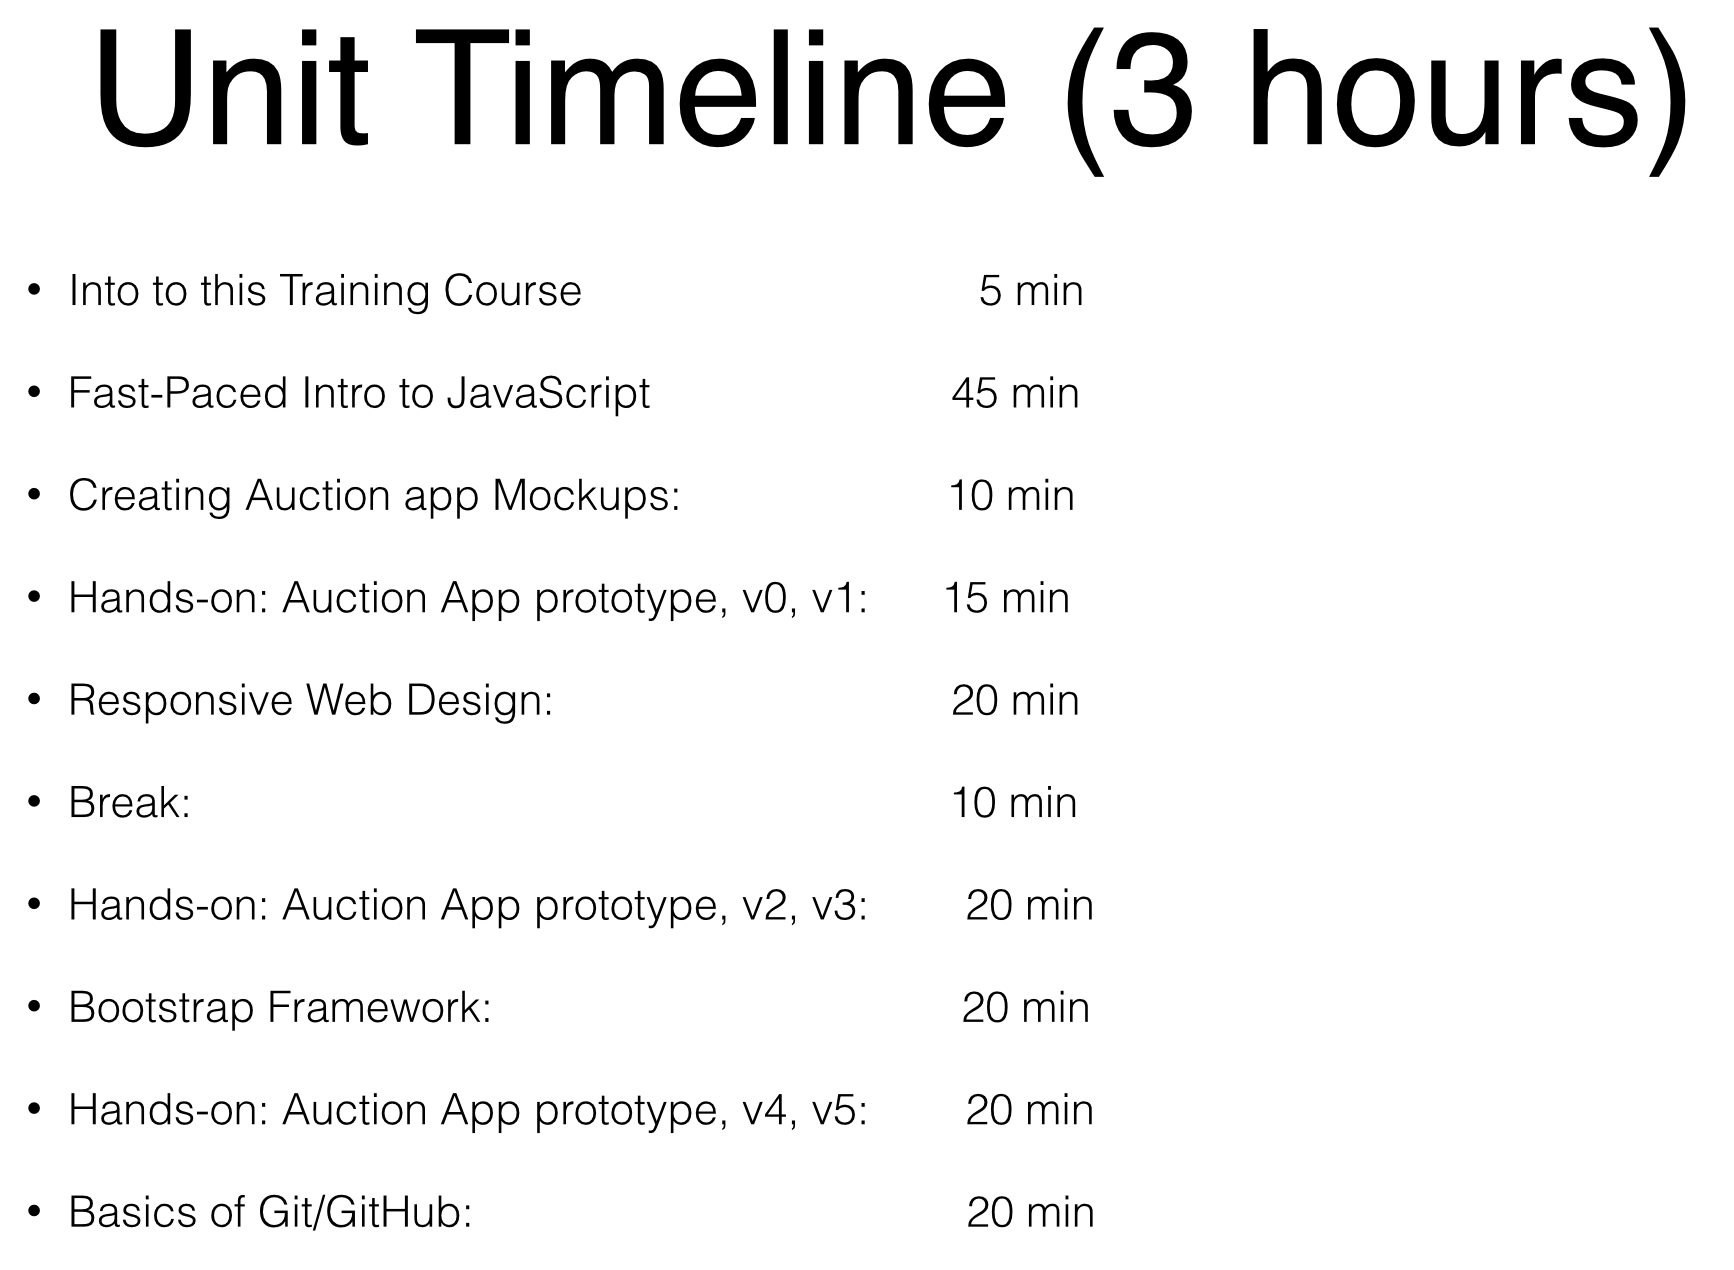 Unit Timeline (3 hours)
• Into to this Training Course 5 min
• Fast-Paced Intro to JavaScript 45 min
• Creating Auction app Mockups: 10 min
• Hands-on: Auction App prototype, v0, v1: 15 min
• Responsive Web Design: 20 min
• Break: 10 min
• Hands-on: Auction App prototype, v2, v3: 20 min
• Bootstrap Framework: 20 min
• Hands-on: Auction App prototype, v4, v5: 20 min
• Basics of Git/GitHub: 20 min